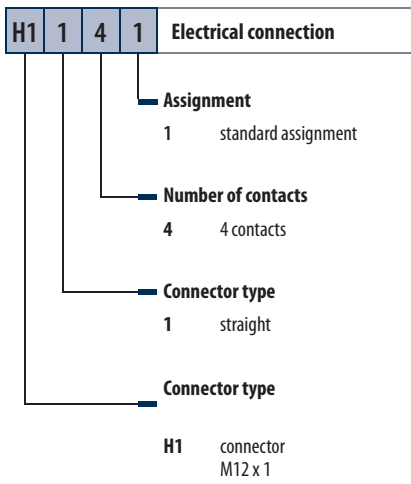 H1 1 4 1 Electrical connection
Assignment
1 standard assignment
Number of contacts
4 4 contacts
Connector type
1 straight
Connector type
H1 connector
M12 x 1